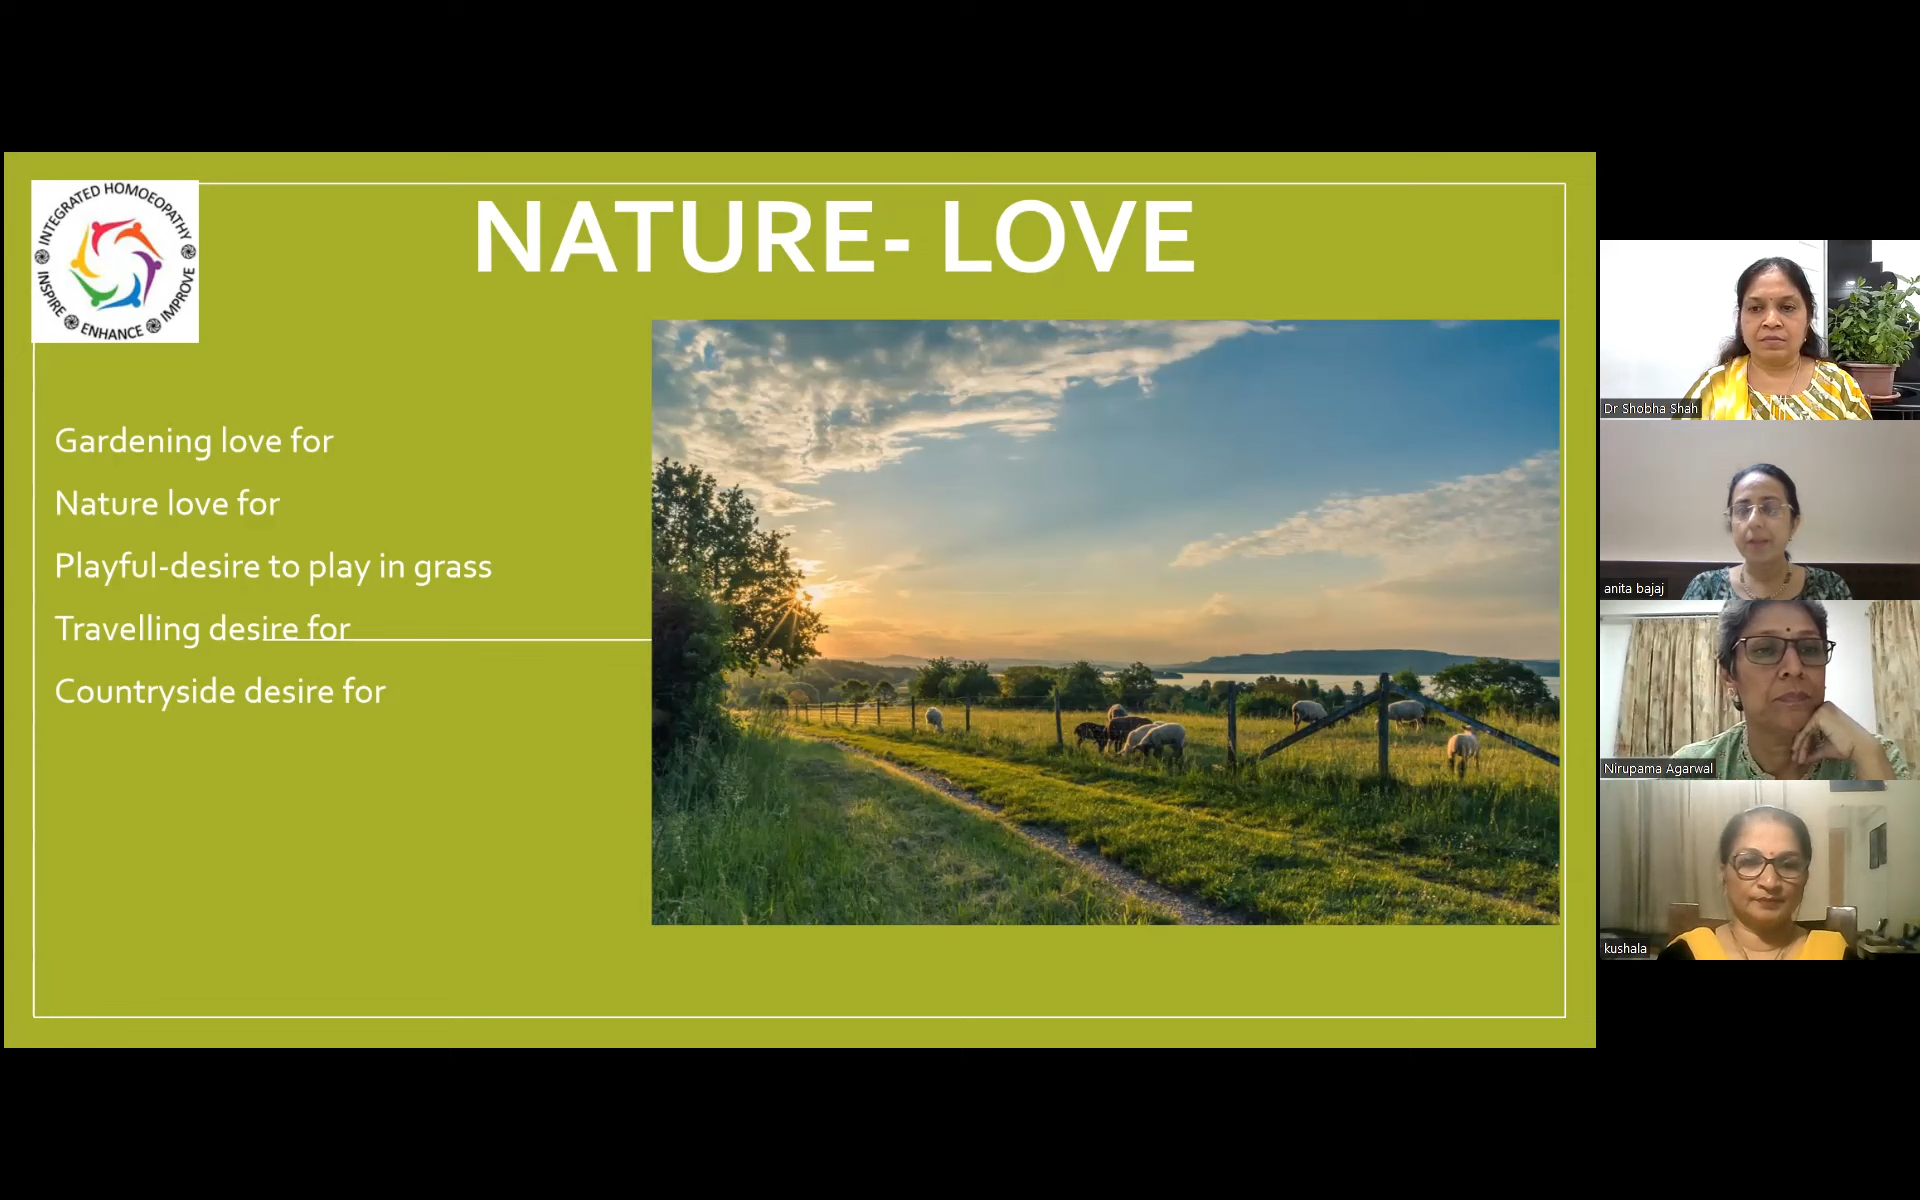 INTEGRATED HOMOEOPATHY
INSPIRE ENHANCE IMPROVE
NATURE- LOVE
Gardening love for
Nature love for
Playful-desire to play in grass
Travelling desire for
Countryside desire for
Dr Shobha Shah
anita bajaj
Nirupama Agarwal
kushala